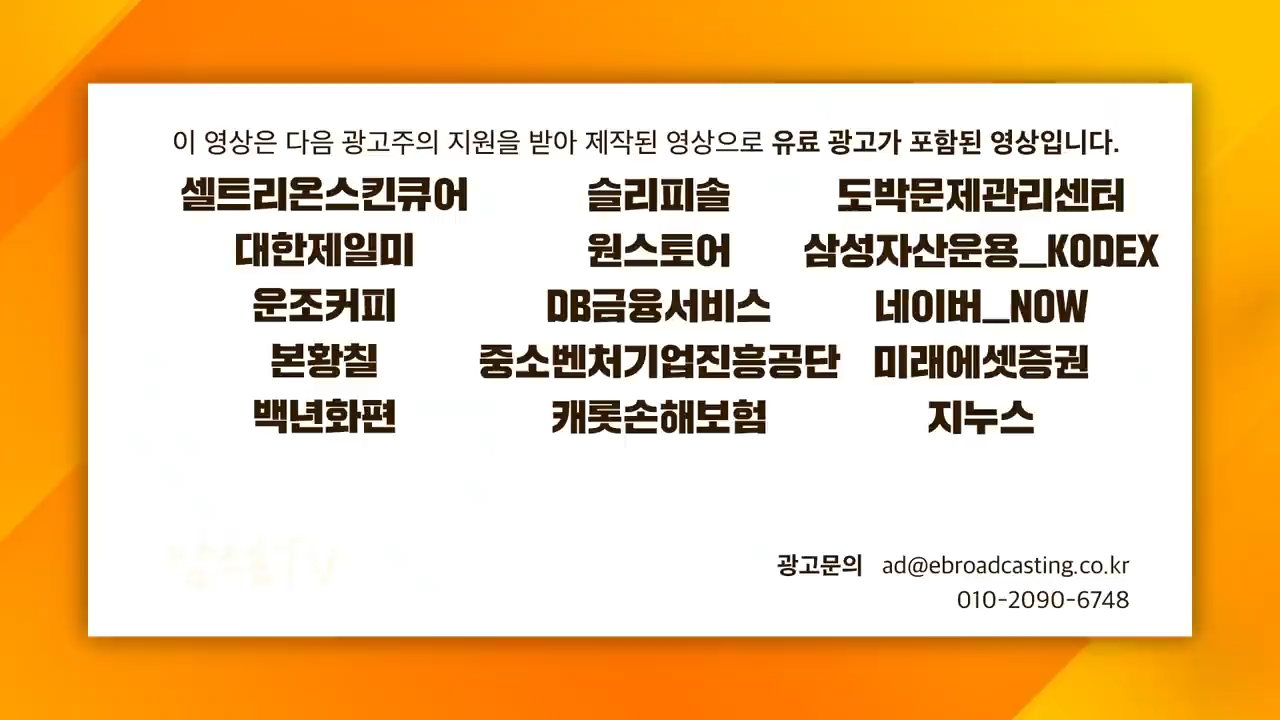 이 영상은 다음 광고주의 지원을 받아 제작된 영상으로 유료 광고가 포함된 영상입니다.
셀트리온스킨큐어 슬리피솔 도박문제관리센터
대한제일미 원스토어 삼성자산운용_KODEX
운조커피 DB금융서비스 네이버_NOW
본황칠 중소벤처기업진흥공단 미래에셋증권
백년화편 캐롯손해보험 지누스
광고문의 ad@ebroadcasting.co.kr
010-2090-6748